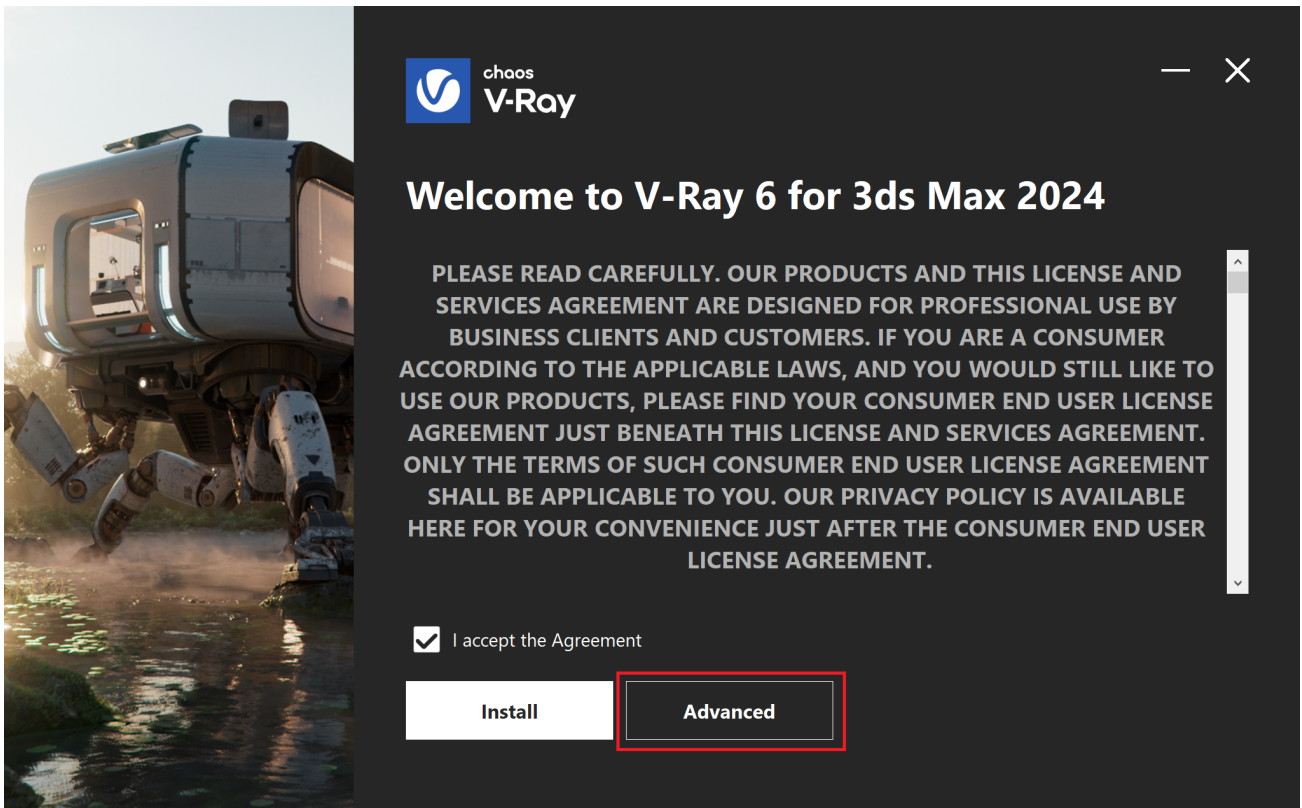 chaos
V-Ray
Welcome to V-Ray 6 for 3ds Max 2024
PLEASE READ CAREFULLY. OUR PRODUCTS AND THIS LICENSE AND
SERVICES AGREEMENT ARE DESIGNED FOR PROFESSIONAL USE BY
BUSINESS CLIENTS AND CUSTOMERS. IF YOU ARE A CONSUMER
ACCORDING TO THE APPLICABLE LAWS, AND YOU WOULD STILL LIKE TO
USE OUR PRODUCTS, PLEASE FIND YOUR CONSUMER END USER LICENSE
AGREEMENT JUST BENEATH THIS LICENSE AND SERVICES AGREEMENT.
ONLY THE TERMS OF SUCH CONSUMER END USER LICENSE AGREEMENT
SHALL BE APPLICABLE TO YOU. OUR PRIVACY POLICY IS AVAILABLE
HERE FOR YOUR CONVENIENCE JUST AFTER THE CONSUMER END USER
LICENSE AGREEMENT.
I accept the Agreement
Install
Advanced